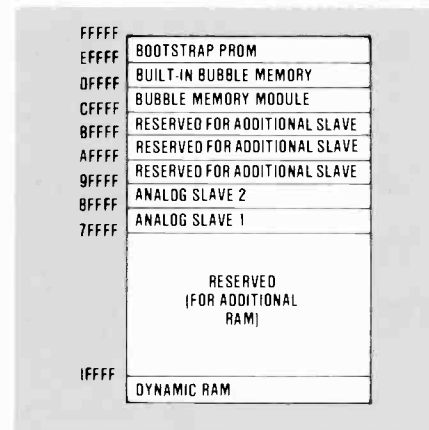 FFFFF
BOOTSTRAP PROM
EFFFF
BUILT-IN BUBBLE MEMORY
DFFFF
BUBBLE MEMORY MODULE
CFFFF
RESERVED FOR ADDITIONAL SLAVE
BFFFF
RESERVED FOR ADDITIONAL SLAVE
AFFFF
RESERVED FOR ADDITIONAL SLAVE
9FFFF
ANALOG SLAVE 2
8FFFF
ANALOG SLAVE 1
7FFFF
RESERVED
(FOR ADDITIONAL
RAM)
1FFFF
DYNAMIC RAM